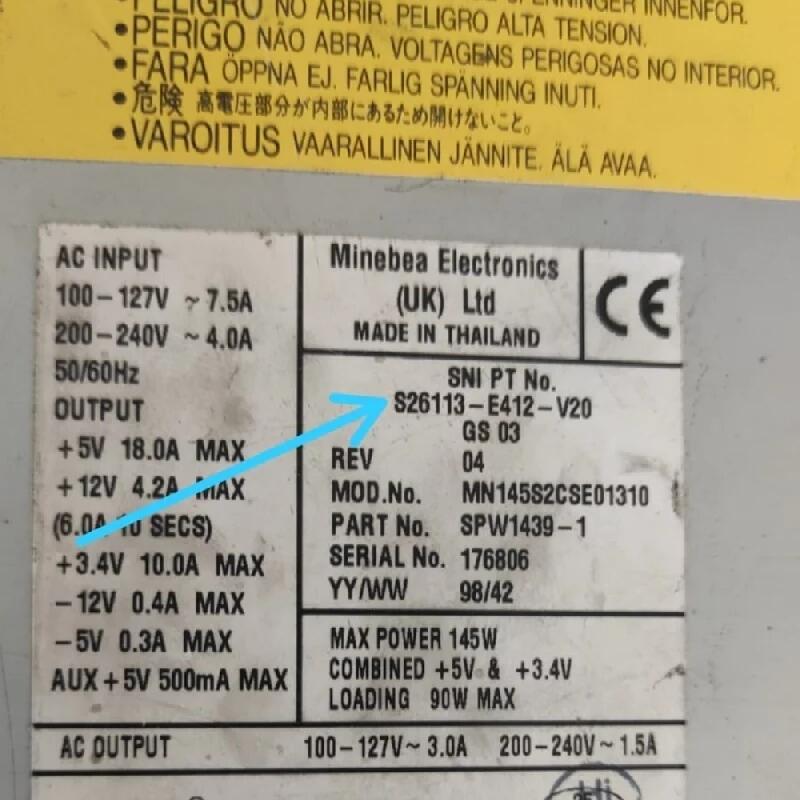 PELIGRO NO ABRIR. PELIGRO ALTA TENSION.
SPENNINGER INNENFOR.
• PERIGO NÃO ABRA. VOLTAGENS PERIGOSAS NO INTERIOR.
• FARA ÖPPNA EJ. FARLIG SPÄNNING INUTI.
• 危険 高電圧部分が内部にあるため開けないこと。
• VAROITUS VAARALLINEN JÄNNITE. ÄLÄ AVAA.
AC INPUT
100-127V ~ 7.5A
200-240V ~ 4.0A
50/60Hz
OUTPUT
+5V 18.0A MAX
+12V 4.2A MAX
(6.0A 10 SECS)
+3.4V 10.0A MAX
-12V 0.4A MAX
-5V 0.3A MAX
AUX +5V 500mA MAX
Minebea Electronics
(UK) Ltd
MADE IN THAILAND
CE
SNI PT No.
S26113-E412-V20
GS 03
REV 04
MOD.No. MN145S2CSE01310
PART No. SPW1439-1
SERIAL No. 176806
YY/WW 98/42
MAX POWER 145W
COMBINED +5V & +3.4V
LOADING 90W MAX
AC OUTPUT 100-127V~ 3.0A 200-240V~ 1.5A